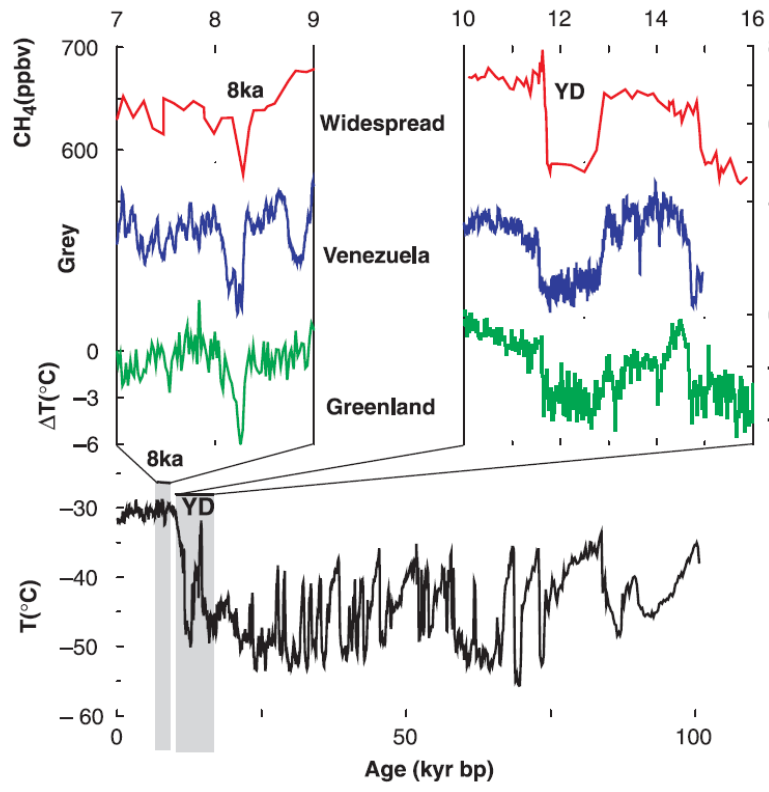 7 8 9 10 12 14 16
700
CH4(ppbv)
8ka
YD
Widespread
600
Grey
Venezuela
0
ΔT(°C)
−3
Greenland
−6
8ka
YD
−30
T(°C)
−40
−50
−60
0 50 100
Age (kyr bp)